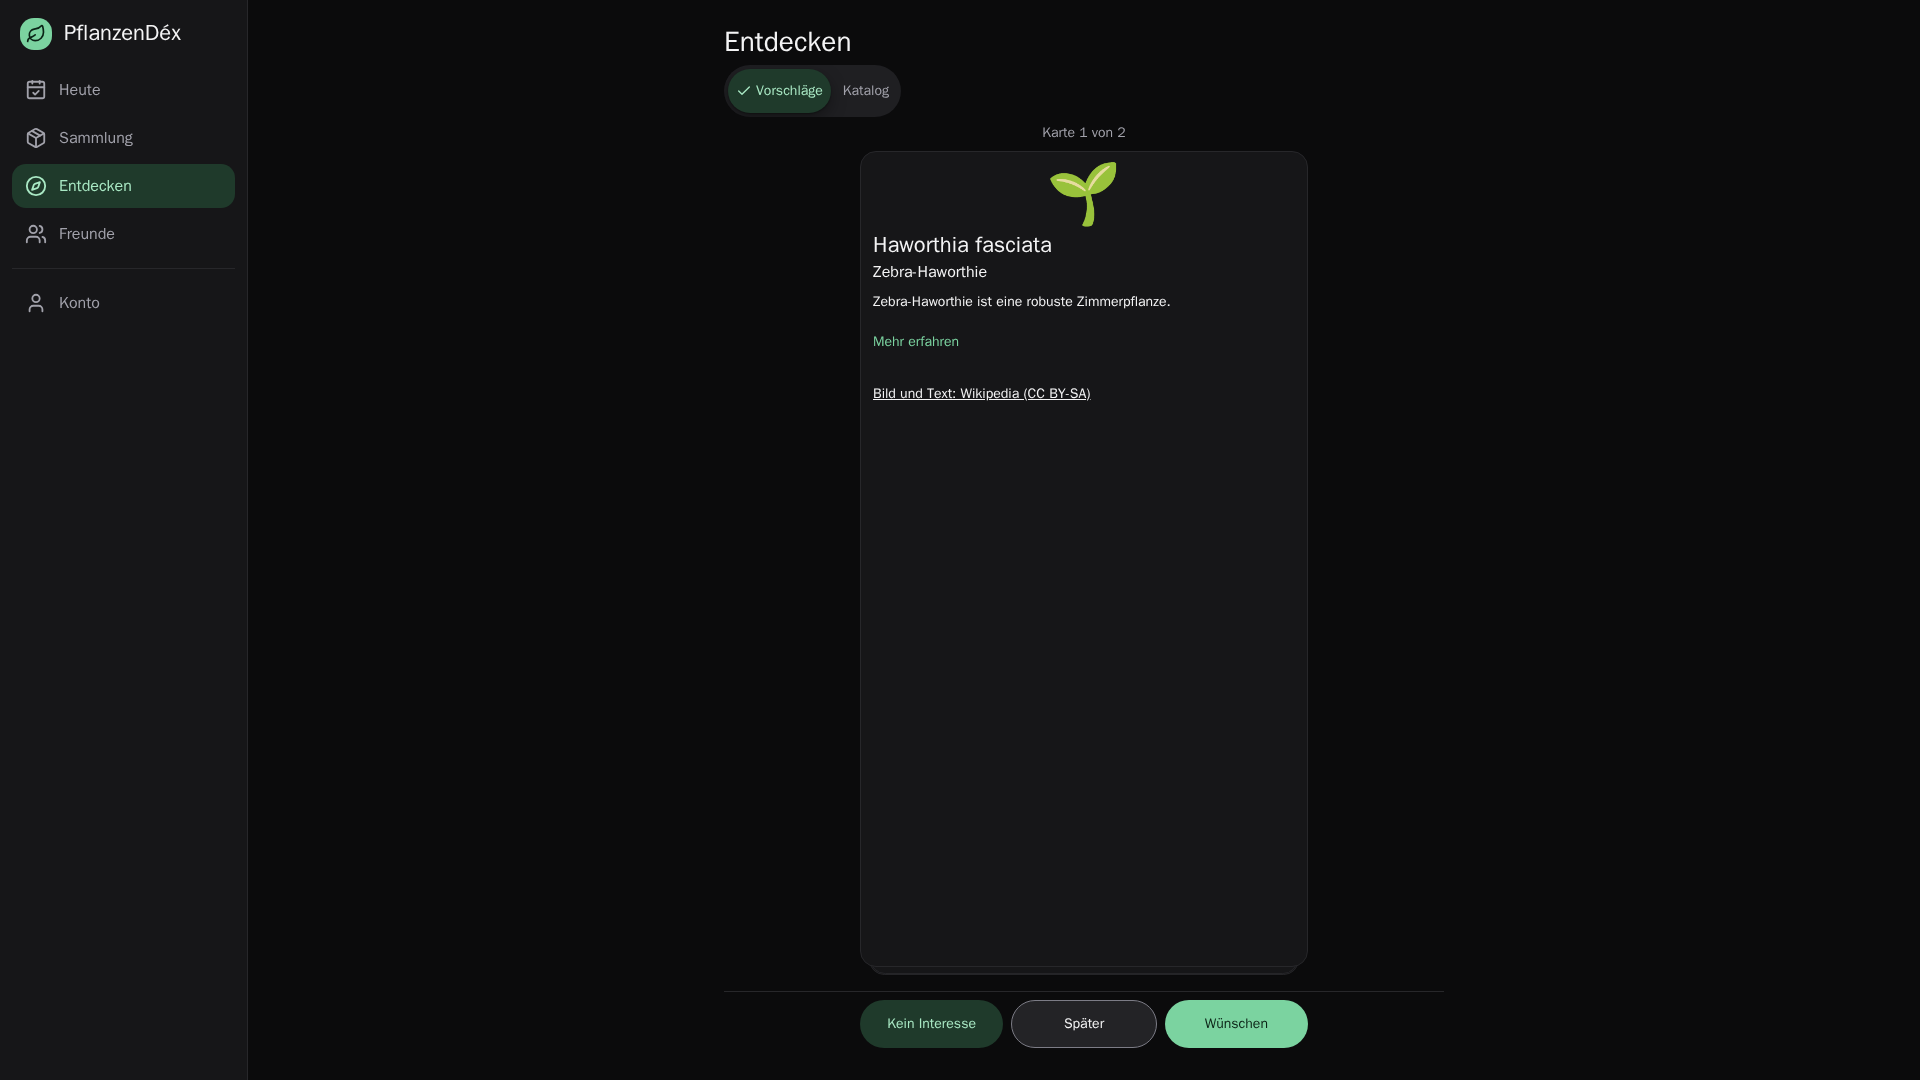 PflanzenDéx
Heute
Sammlung
Entdecken
Freunde
Konto
Entdecken
Vorschläge
Katalog
Karte 1 von 2
Haworthia fasciata
Zebra-Haworthie
Zebra-Haworthie ist eine robuste Zimmerpflanze.
Mehr erfahren
Bild und Text: Wikipedia (CC BY-SA)
Kein Interesse
Später
Wünschen